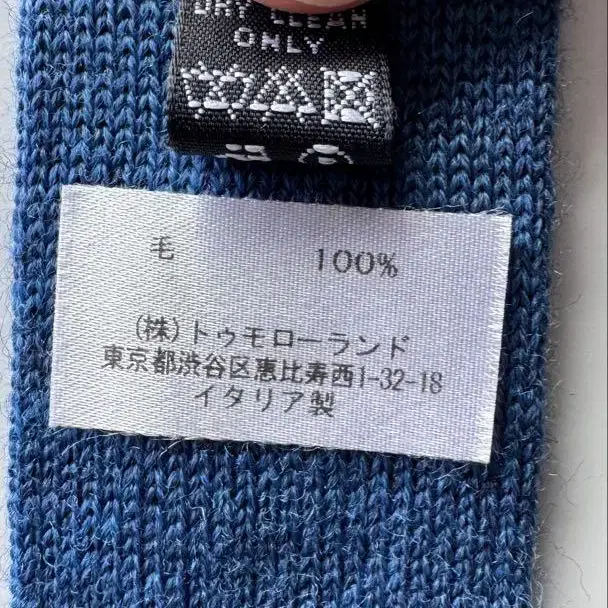 DRY CLEAN
ONLY
毛 100%
(株)トゥモローランド
東京都渋谷区恵比寿西1-32-18
イタリア製